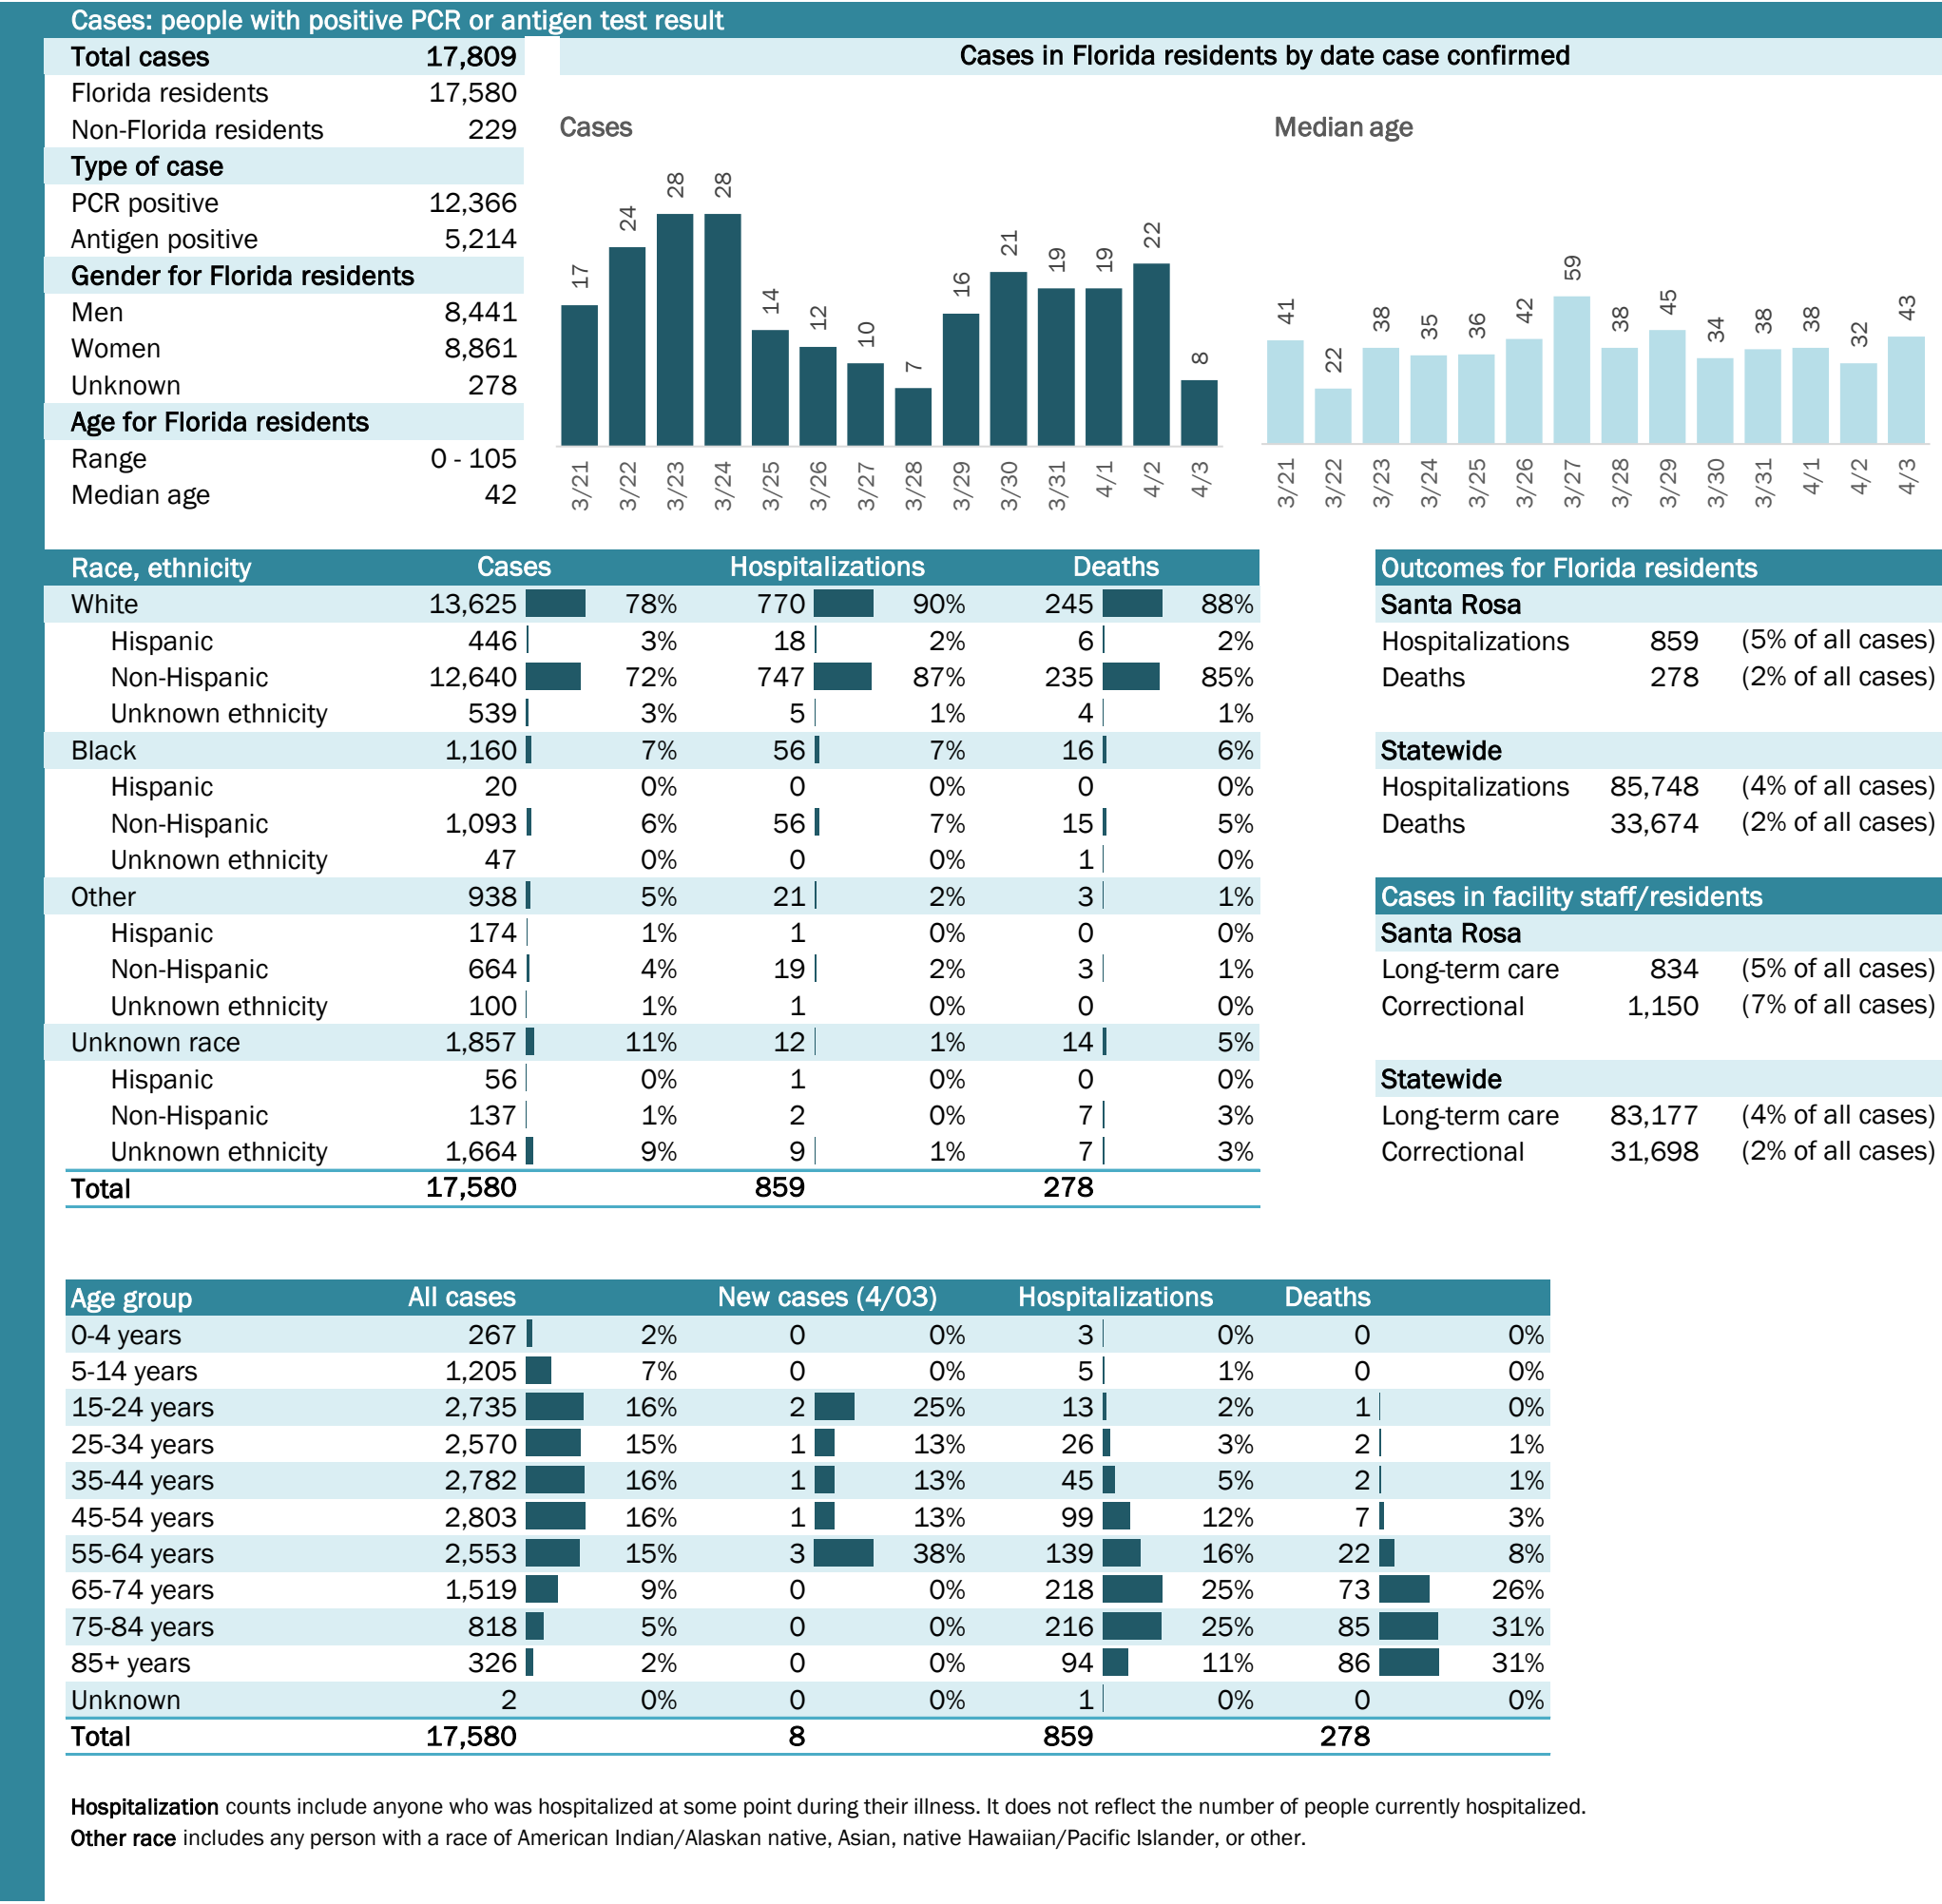 Cases: people with positive PCR or antigen test result
Total cases 17,809
Florida residents 17,580
Non-Florida residents 229
Type of case
PCR positive 12,366
Antigen positive 5,214
Gender for Florida residents
Men 8,441
Women 8,861
Unknown 278
Age for Florida residents
Range 0 - 105
Median age 42
Cases in Florida residents by date case confirmed
Cases
17 24 28 28 14 12 10 7 16 21 19 19 22 8
3/21 3/22 3/23 3/24 3/25 3/26 3/27 3/28 3/29 3/30 3/31 4/1 4/2 4/3
Median age
41 22 38 35 36 42 59 38 45 34 38 38 32 43
3/21 3/22 3/23 3/24 3/25 3/26 3/27 3/28 3/29 3/30 3/31 4/1 4/2 4/3
Race, ethnicity Cases Hospitalizations Deaths
White 13,625 78% 770 90% 245 88%
Hispanic 446 3% 18 2% 6 2%
Non-Hispanic 12,640 72% 747 87% 235 85%
Unknown ethnicity 539 3% 5 1% 4 1%
Black 1,160 7% 56 7% 16 6%
Hispanic 20 0% 0 0% 0 0%
Non-Hispanic 1,093 6% 56 7% 15 5%
Unknown ethnicity 47 0% 0 0% 1 0%
Other 938 5% 21 2% 3 1%
Hispanic 174 1% 1 0% 0 0%
Non-Hispanic 664 4% 19 2% 3 1%
Unknown ethnicity 100 1% 1 0% 0 0%
Unknown race 1,857 11% 12 1% 14 5%
Hispanic 56 0% 1 0% 0 0%
Non-Hispanic 137 1% 2 0% 7 3%
Unknown ethnicity 1,664 9% 9 1% 7 3%
Total 17,580 859 278
Outcomes for Florida residents
Santa Rosa
Hospitalizations 859 (5% of all cases)
Deaths 278 (2% of all cases)
Statewide
Hospitalizations 85,748 (4% of all cases)
Deaths 33,674 (2% of all cases)
Cases in facility staff/residents
Santa Rosa
Long-term care 834 (5% of all cases)
Correctional 1,150 (7% of all cases)
Statewide
Long-term care 83,177 (4% of all cases)
Correctional 31,698 (2% of all cases)
Age group All cases New cases (4/03) Hospitalizations Deaths
0-4 years 267 2% 0 0% 3 0% 0 0%
5-14 years 1,205 7% 0 0% 5 1% 0 0%
15-24 years 2,735 16% 2 25% 13 2% 1 0%
25-34 years 2,570 15% 1 13% 26 3% 2 1%
35-44 years 2,782 16% 1 13% 45 5% 2 1%
45-54 years 2,803 16% 1 13% 99 12% 7 3%
55-64 years 2,553 15% 3 38% 139 16% 22 8%
65-74 years 1,519 9% 0 0% 218 25% 73 26%
75-84 years 818 5% 0 0% 216 25% 85 31%
85+ years 326 2% 0 0% 94 11% 86 31%
Unknown 2 0% 0 0% 1 0% 0 0%
Total 17,580 8 859 278
Hospitalization counts include anyone who was hospitalized at some point during their illness. It does not reflect the number of people currently hospitalized.
Other race includes any person with a race of American Indian/Alaskan native, Asian, native Hawaiian/Pacific Islander, or other.